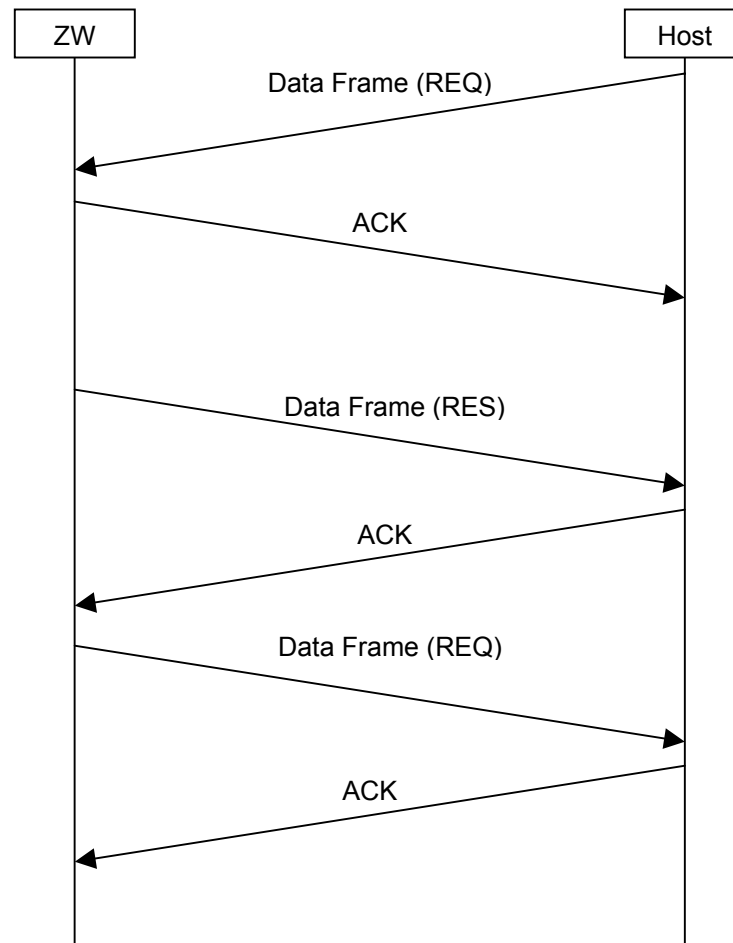 ZW
Host
Data Frame (REQ)
ACK
Data Frame (RES)
ACK
Data Frame (REQ)
ACK